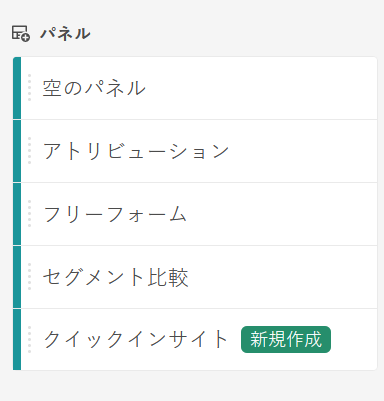 パネル
空のパネル
アトリビューション
フリーフォーム
セグメント比較
クイックインサイト 新規作成